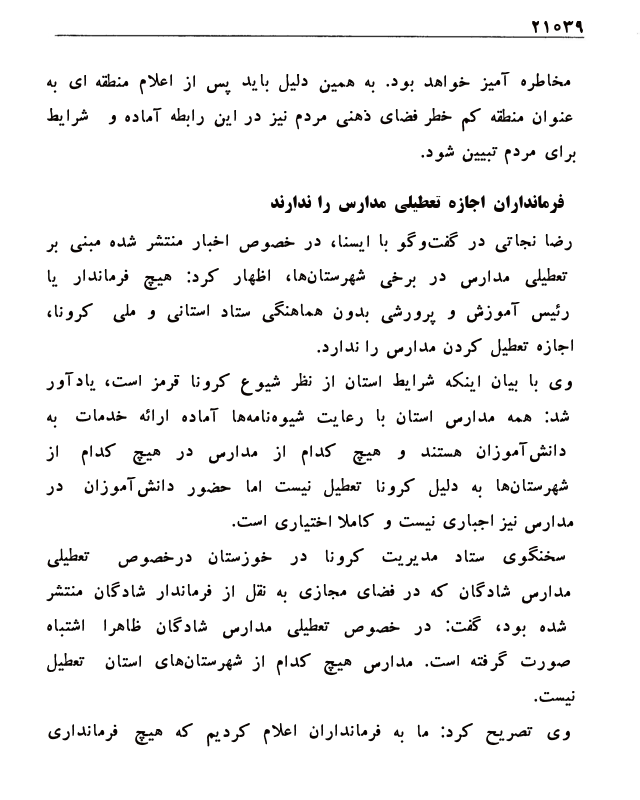 ۲۱۰۳۹
مخاطره آمیز خواهد بود. به همین دلیل باید پس از اعلام منطقه ای به
عنوان منطقه کم خطر فضای ذهنی مردم نیز در این رابطه آماده و شرایط
برای مردم تبیین شود.
فرمانداران اجازه تعطیلی مدارس را ندارند
رضا نجاتی در گفت‌وگو با ایسنا، در خصوص اخبار منتشر شده مبنی بر
تعطیلی مدارس در برخی شهرستان‌ها، اظهار کرد: هیچ فرماندار یا
رئیس آموزش و پرورشی بدون هماهنگی ستاد استانی و ملی کرونا،
اجازه تعطیل کردن مدارس را ندارد.
وی با بیان اینکه شرایط استان از نظر شیوع کرونا قرمز است، یادآور
شد: همه مدارس استان با رعایت شیوه‌نامه‌ها آماده ارائه خدمات به
دانش‌آموزان هستند و هیچ کدام از مدارس در هیچ کدام از
شهرستان‌ها به دلیل کرونا تعطیل نیست اما حضور دانش‌آموزان در
مدارس نیز اجباری نیست و کاملا اختیاری است.
سخنگوی ستاد مدیریت کرونا در خوزستان درخصوص تعطیلی
مدارس شادگان که در فضای مجازی به نقل از فرماندار شادگان منتشر
شده بود، گفت: در خصوص تعطیلی مدارس شادگان ظاهرا اشتباه
صورت گرفته است. مدارس هیچ کدام از شهرستان‌های استان تعطیل
نیست.
وی تصریح کرد: ما به فرمانداران اعلام کردیم که هیچ فرمانداری